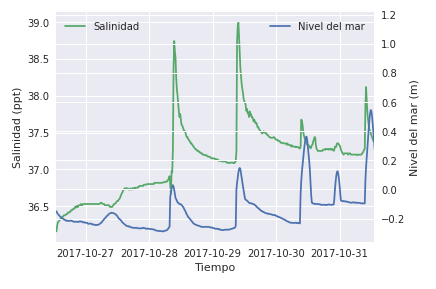 Salinidad
Nivel del mar
39.0
38.5
38.0
37.5
37.0
36.5
Salinidad (ppt)
1.2
1.0
0.8
0.6
0.4
0.2
0.0
−0.2
Nivel del mar (m)
2017-10-27 2017-10-28 2017-10-29 2017-10-30 2017-10-31
Tiempo